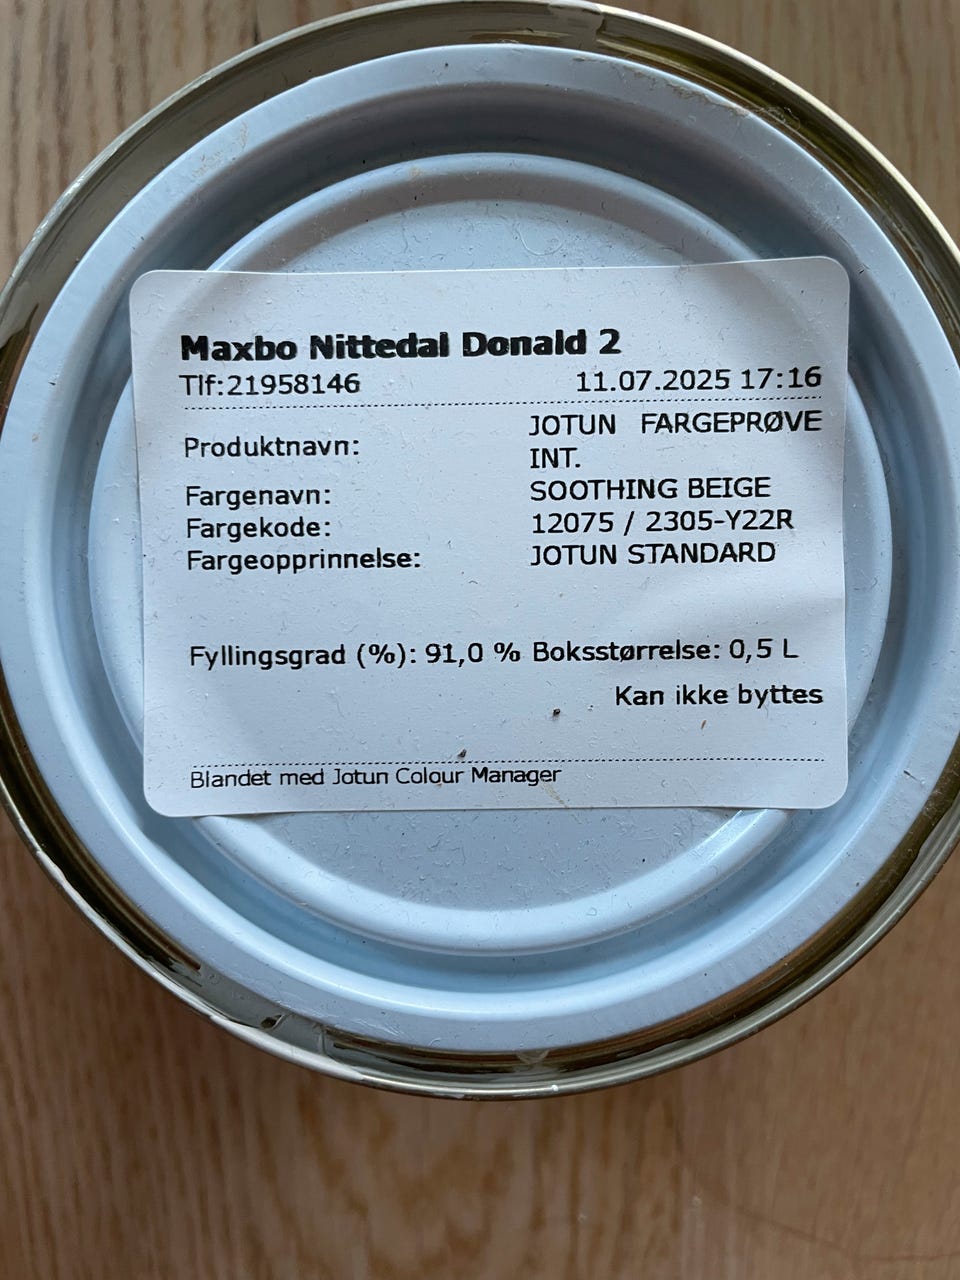 Maxbo Nittedal Donald 2
Tlf:21958146 11.07.2025 17:16
Produktnavn: JOTUN FARGEPRØVE
INT.
Fargenavn: SOOTHING BEIGE
Fargekode: 12075 / 2305-Y22R
Fargeopprinnelse: JOTUN STANDARD
Fyllingsgrad (%): 91,0 % Boksstørrelse: 0,5 L
Kan ikke byttes
Blandet med Jotun Colour Manager